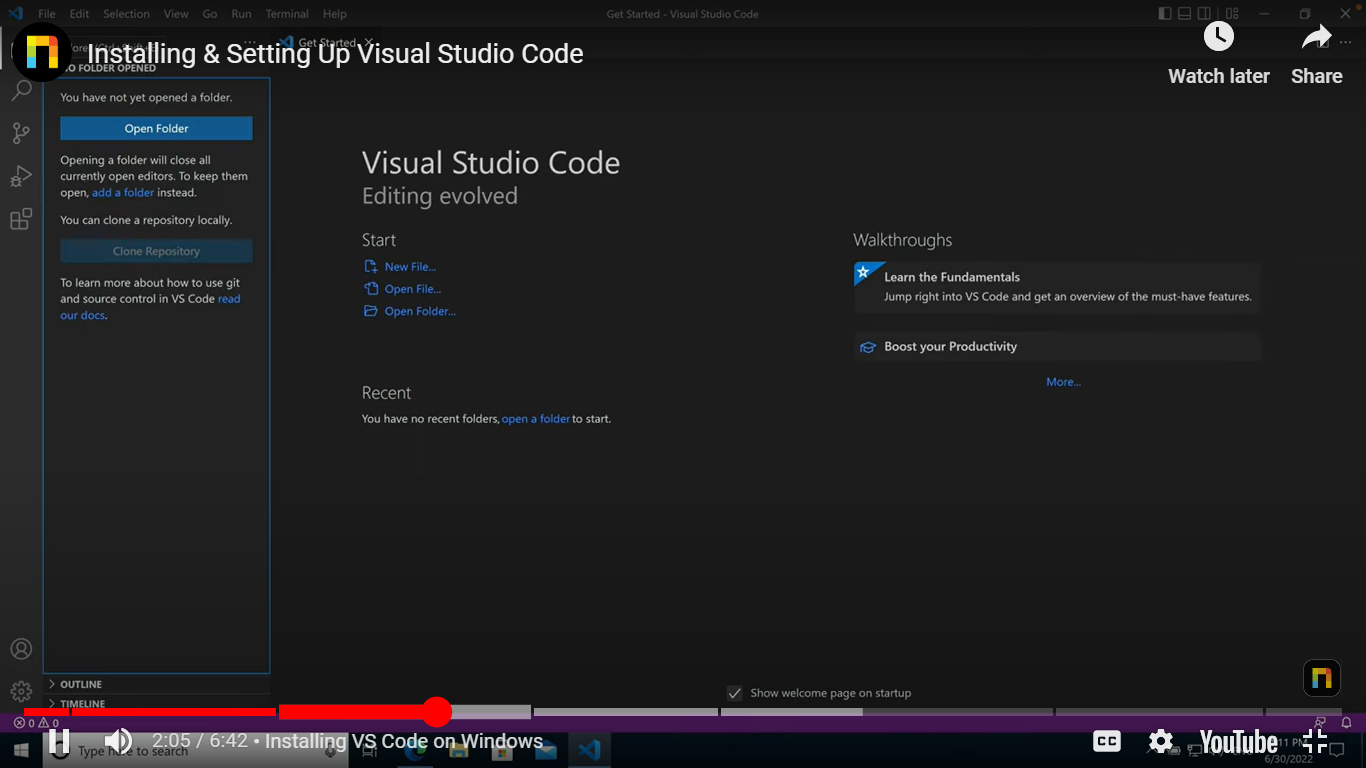 File Edit Selection View Go Run Terminal Help
Get Started - Visual Studio Code
Get Started
Installing & Setting Up Visual Studio Code
Watch later
Share
FOLDER OPENED
You have not yet opened a folder.
Open Folder
Opening a folder will close all
currently open editors. To keep them
open, add a folder instead.
You can clone a repository locally.
Clone Repository
To learn more about how to use git
and source control in VS Code read
our docs.
Visual Studio Code
Editing evolved
Start
New File...
Open File...
Open Folder...
Recent
You have no recent folders, open a folder to start.
Walkthroughs
Learn the Fundamentals
Jump right into VS Code and get an overview of the must-have features.
Boost your Productivity
More...
OUTLINE
TIMELINE
Show welcome page on startup
0 0
2:05 / 6:42 • Installing VS Code on Windows
Type here to search
CC
YouTube
PM
6/30/2022